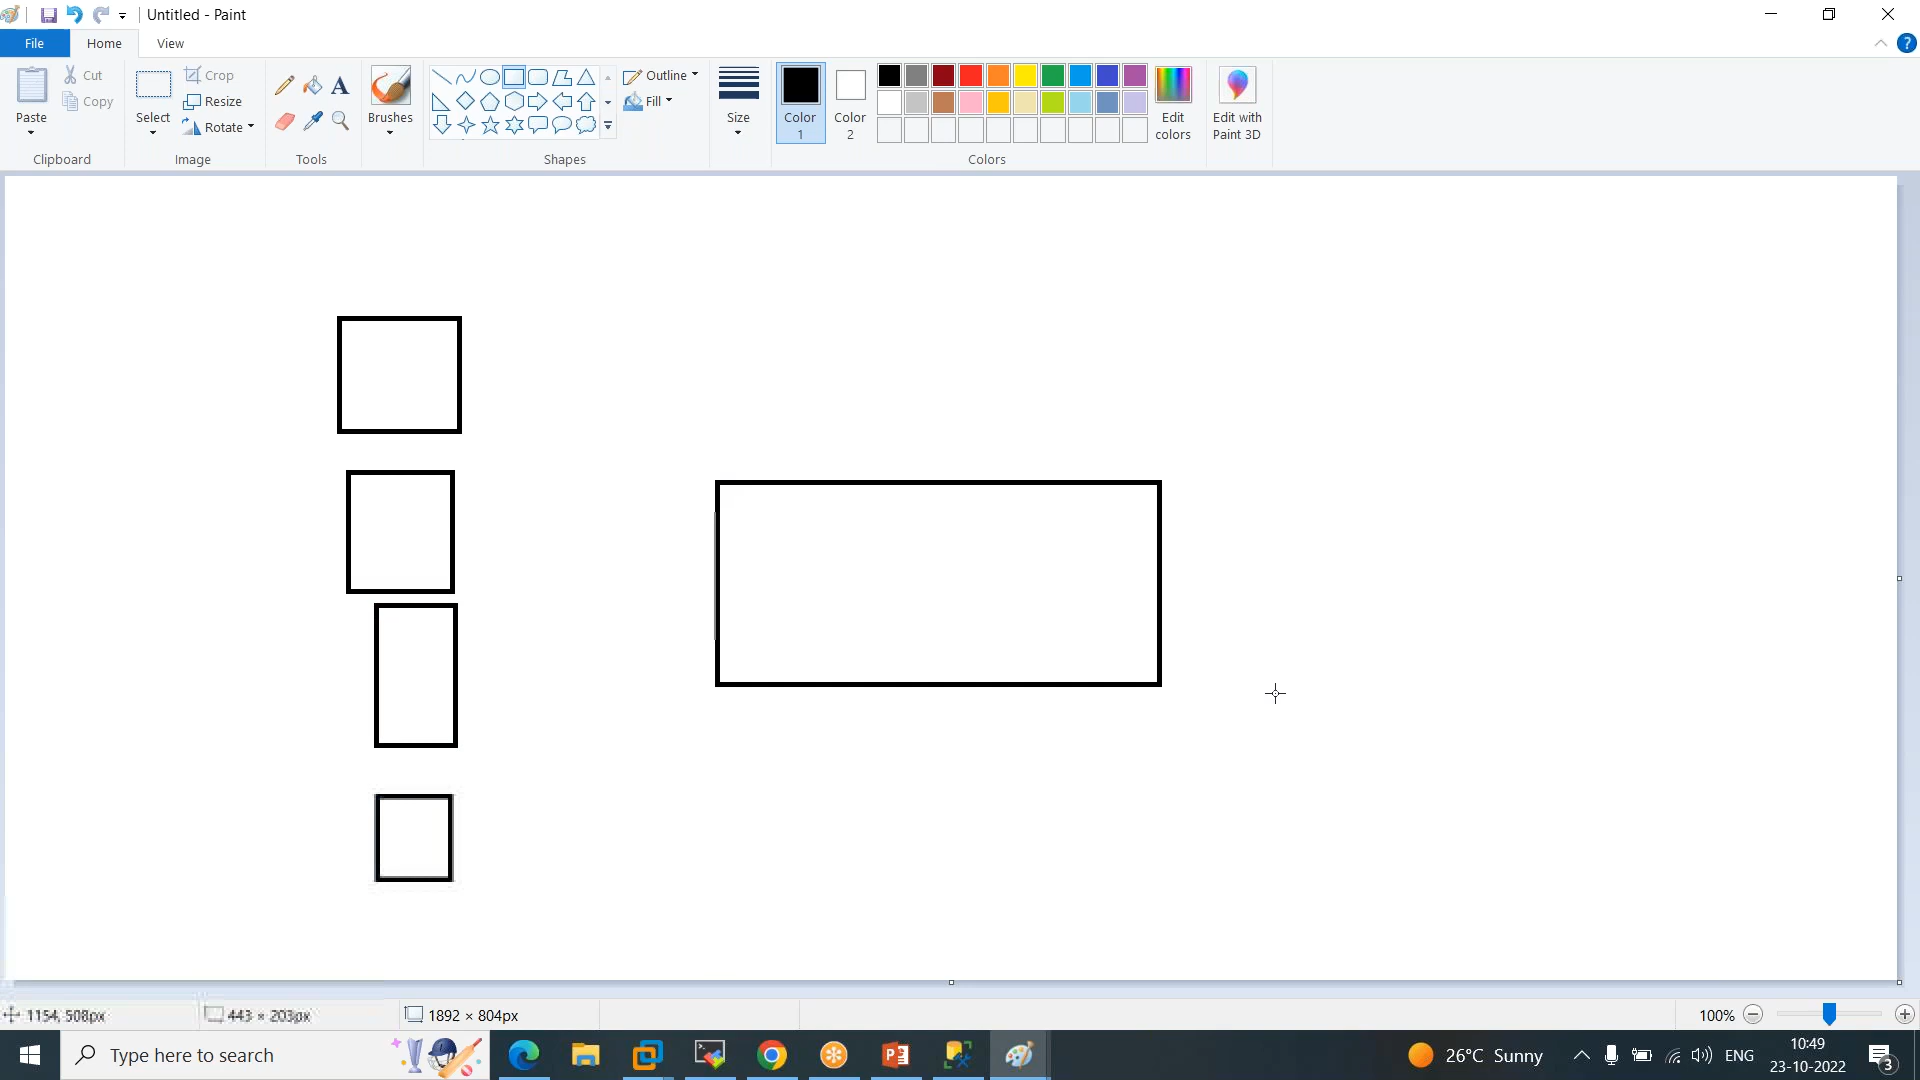 Untitled - Paint
File Home View
Paste
Cut
Copy
Clipboard
Select
Crop
Resize
Rotate
Image
Tools
Brushes
Shapes
Outline
Fill
Size
Color 1
Color 2
Colors
Edit colors
Edit with Paint 3D
1154, 508px
443 × 203px
1892 × 804px
100%
Type here to search
26°C Sunny
ENG
10:49
23-10-2022
3